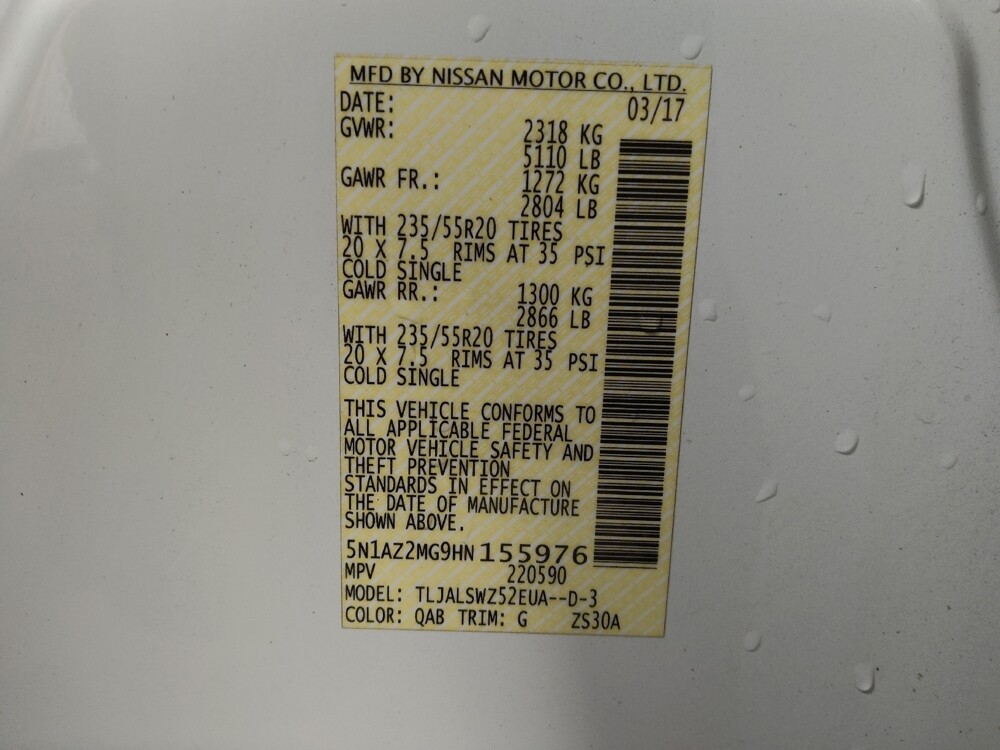 MFD BY NISSAN MOTOR CO., LTD.
DATE: 03/17
GVWR: 2318 KG
5110 LB
GAWR FR.: 1272 KG
2804 LB
WITH 235/55R20 TIRES
20 X 7.5 RIMS AT 35 PSI
COLD SINGLE
GAWR RR.: 1300 KG
2866 LB
WITH 235/55R20 TIRES
20 X 7.5 RIMS AT 35 PSI
COLD SINGLE
THIS VEHICLE CONFORMS TO
ALL APPLICABLE FEDERAL
MOTOR VEHICLE SAFETY AND
THEFT PREVENTION
STANDARDS IN EFFECT ON
THE DATE OF MANUFACTURE
SHOWN ABOVE.
5N1AZ2MG9HN155976
MPV 220590
MODEL: TLJALSWZ52EUA--D-3
COLOR: QAB TRIM: G ZS30A